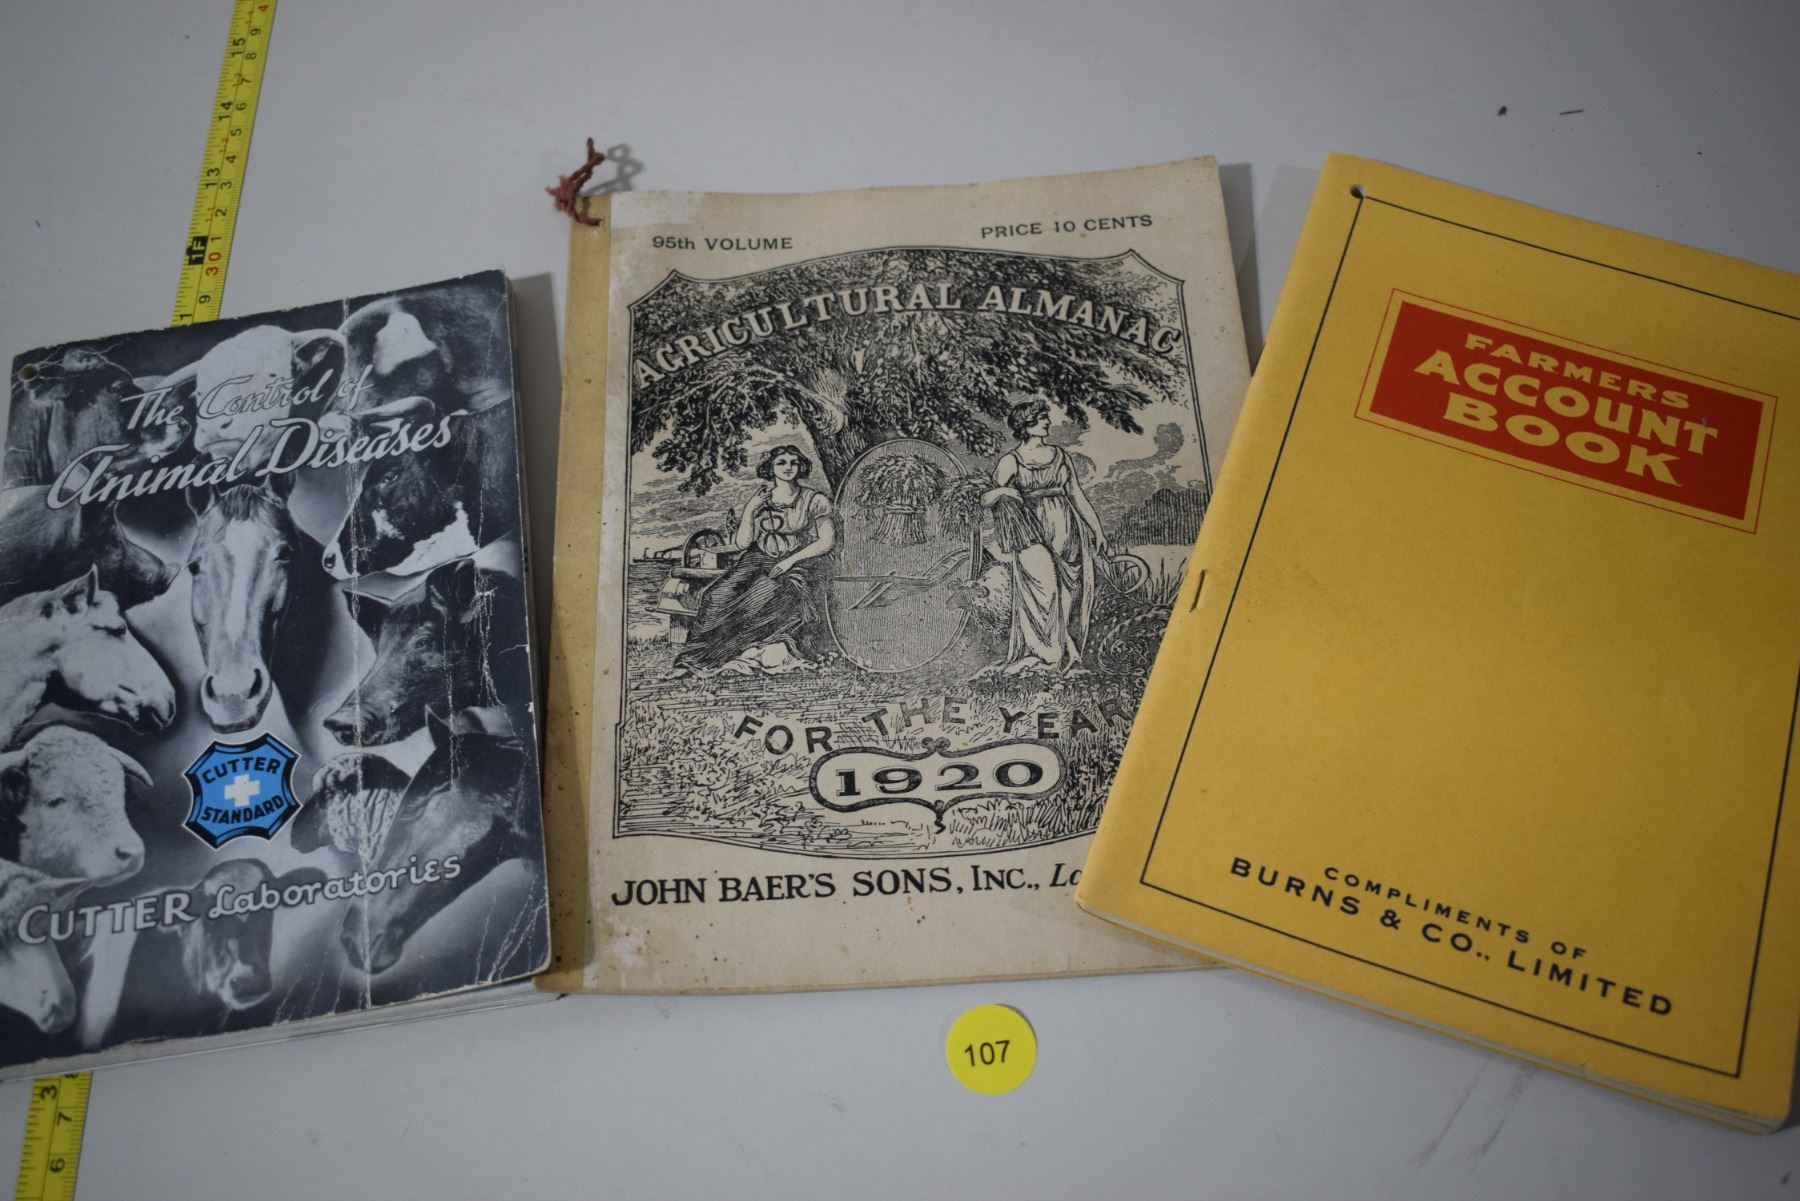 The Control of
Animal Diseases
CUTTER
STANDARD
CUTTER Laboratories
95th VOLUME
PRICE 10 CENTS
AGRICULTURAL ALMANAC
FOR THE YEAR
1920
JOHN BAER'S SONS, INC.,
FARMERS
ACCOUNT
BOOK
COMPLIMENTS OF
BURNS & CO., LIMITED
107